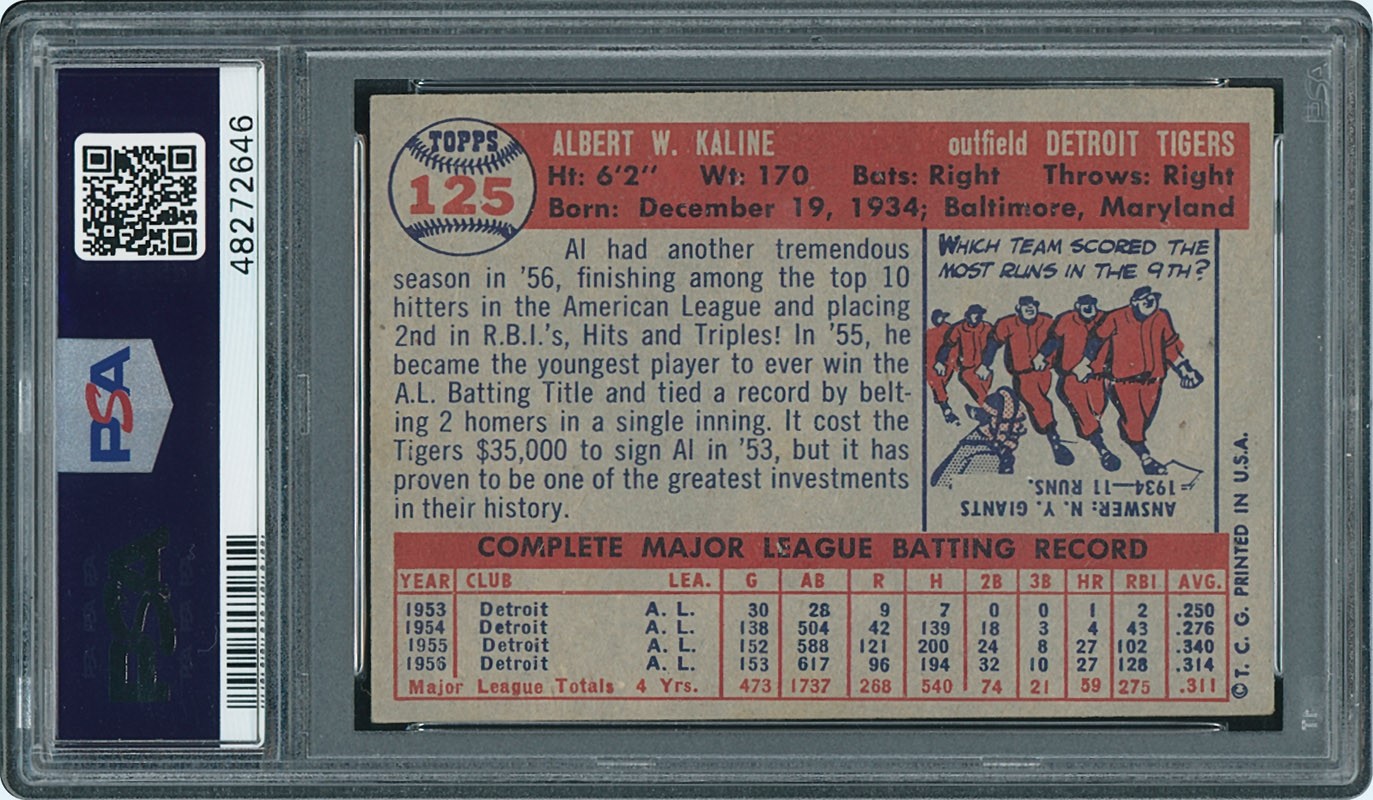 48272646
PSA
PSA
TOPPS
125
ALBERT W. KALINE outfield DETROIT TIGERS
Ht: 6'2" Wt: 170 Bats: Right Throws: Right
Born: December 19, 1934; Baltimore, Maryland
Al had another tremendous
season in '56, finishing among the top 10
hitters in the American League and placing
2nd in R.B.I.'s, Hits and Triples! In '55, he
became the youngest player to ever win the
A.L. Batting Title and tied a record by belt-
ing 2 homers in a single inning. It cost the
Tigers $35,000 to sign Al in '53, but it has
proven to be one of the greatest investments
in their history.
WHICH TEAM SCORED THE
MOST RUNS IN THE 9TH?
ANSWER: N. Y. GIANTS
1934—11 RUNS.
COMPLETE MAJOR LEAGUE BATTING RECORD
YEAR CLUB LEA. G AB R H 2B 3B HR RBI AVG.
1953 Detroit A. L. 30 28 9 7 0 0 1 2 .250
1954 Detroit A. L. 138 504 42 139 18 3 4 43 .276
1955 Detroit A. L. 152 588 121 200 24 8 27 102 .340
1956 Detroit A. L. 153 617 96 194 32 10 27 128 .314
Major League Totals 4 Yrs. 473 1737 268 540 74 21 59 275 .311
© T. C. G. PRINTED IN U.S.A.
PSA